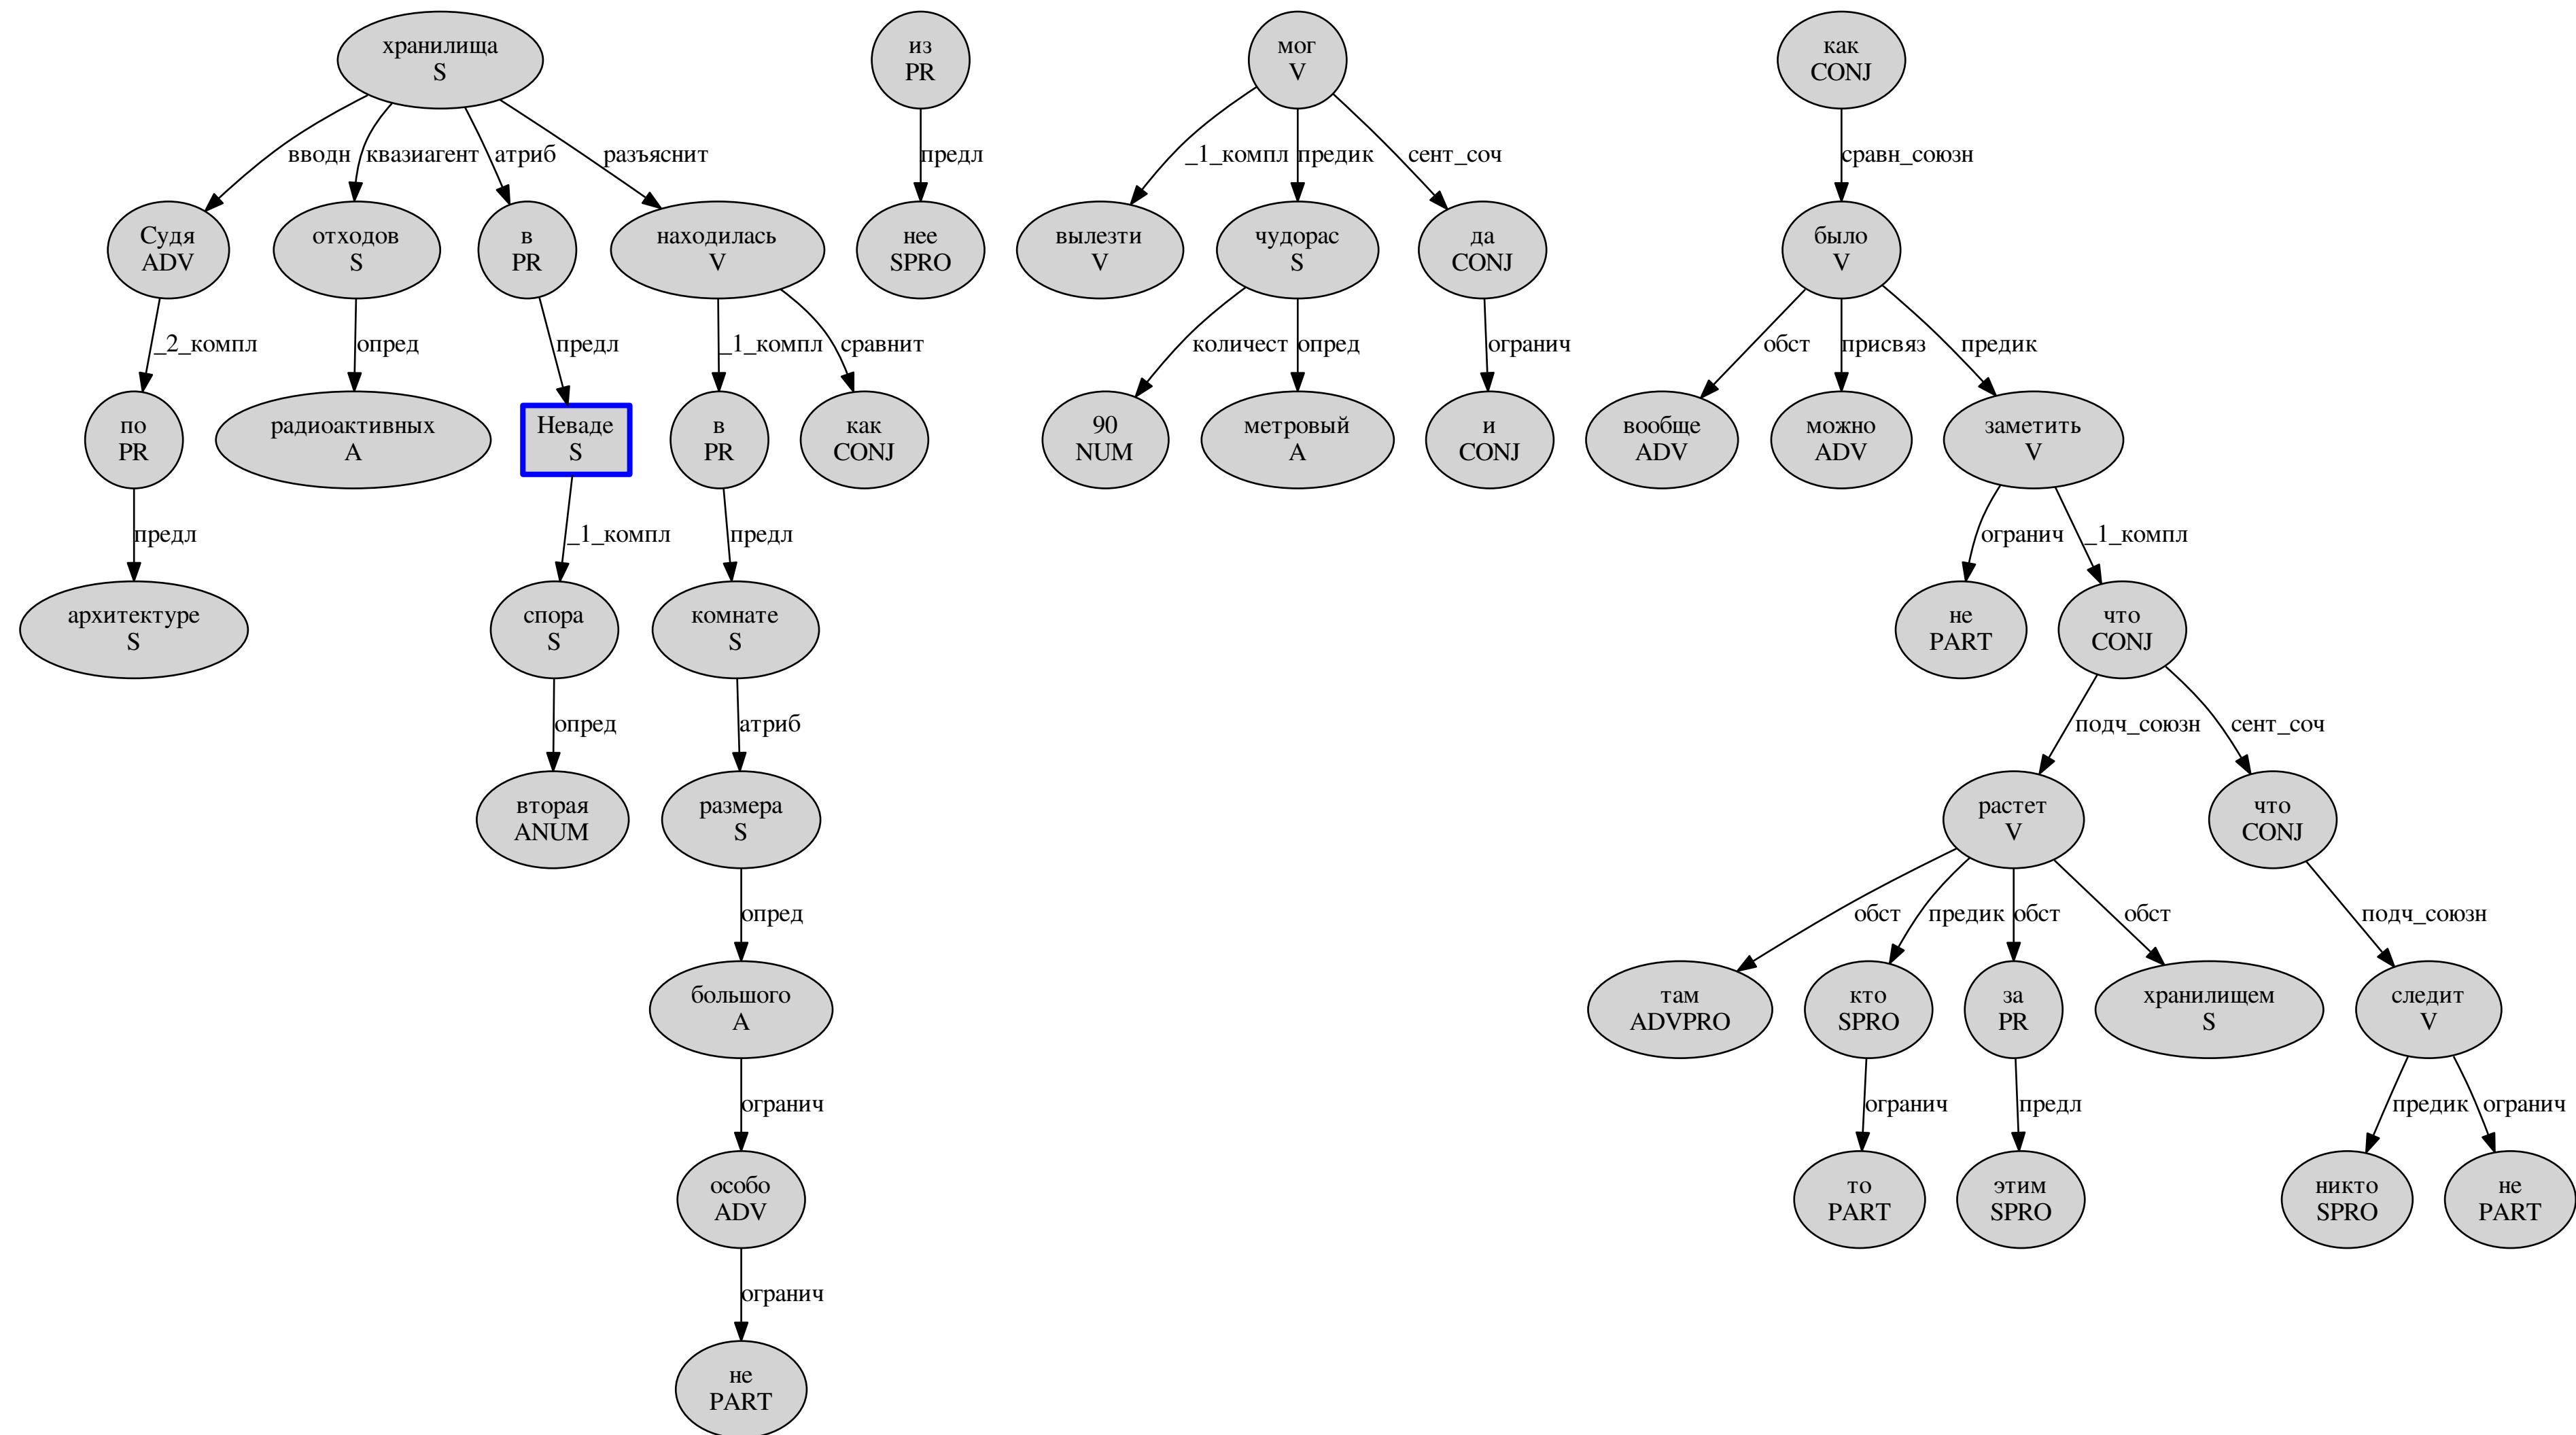 хранилища
S
из
PR
мог
V
как
CONJ
вводн
квазиагент
атриб
разъяснит
предл
_1_компл
предик
сент_соч
сравн_союзн
Судя
ADV
отходов
S
в
PR
находилась
V
нее
SPRO
вылезти
V
чудорас
S
да
CONJ
было
V
_2_компл
опред
предл
_1_компл
сравнит
количест
опред
огранич
обст
присвяз
предик
по
PR
радиоактивных
A
Неваде
S
в
PR
как
CONJ
90
NUM
метровый
A
и
CONJ
вообще
ADV
можно
ADV
заметить
V
предл
_1_компл
предл
огранич
_1_компл
архитектуре
S
спора
S
комнате
S
не
PART
что
CONJ
опред
атриб
подч_союзн
сент_соч
вторая
ANUM
размера
S
растет
V
что
CONJ
опред
обст
предик
обст
обст
подч_союзн
большого
A
там
ADVPRO
кто
SPRO
за
PR
хранилищем
S
следит
V
огранич
огранич
предл
предик
огранич
особо
ADV
то
PART
этим
SPRO
никто
SPRO
не
PART
огранич
не
PART